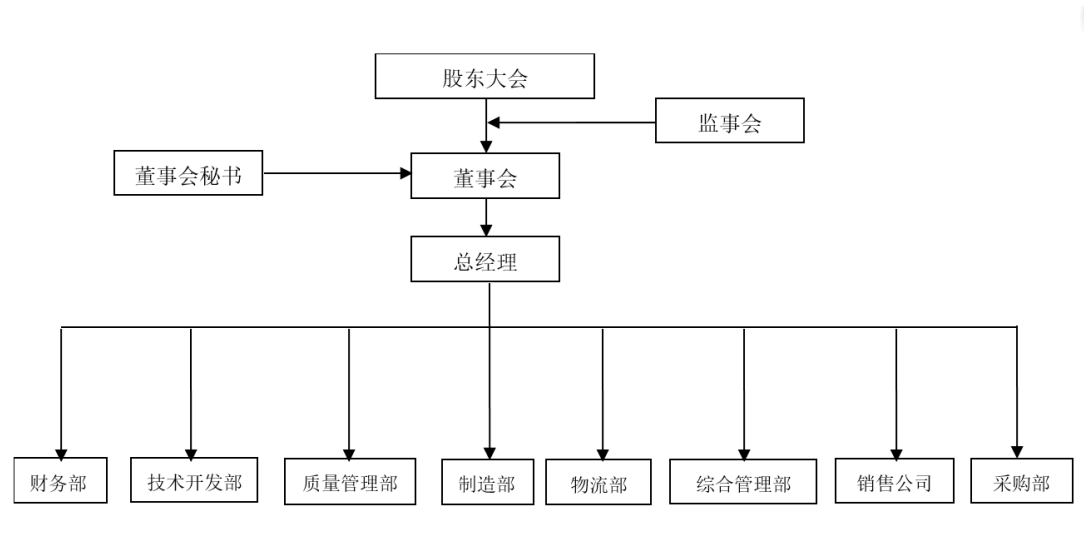 股东大会
监事会
董事会秘书
董事会
总经理
财务部
技术开发部
质量管理部
制造部
物流部
综合管理部
销售公司
采购部